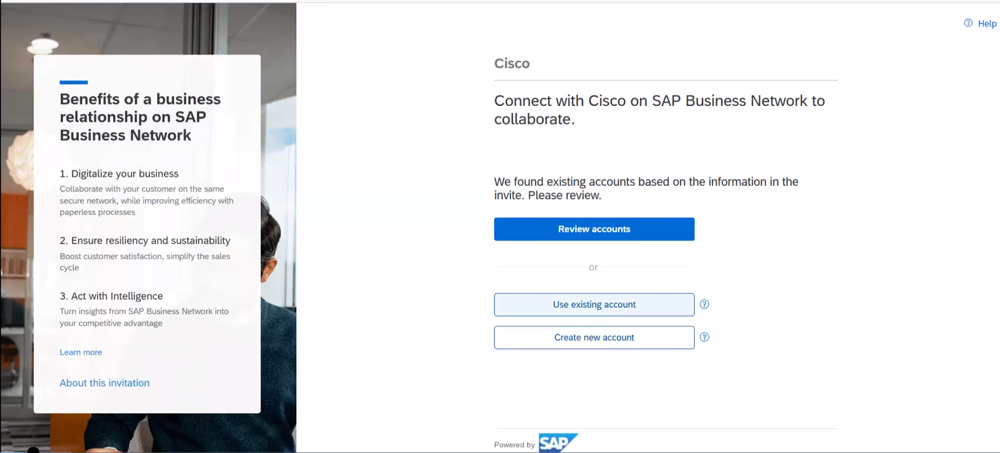 Help
Benefits of a business
relationship on SAP
Business Network
1. Digitalize your business
Collaborate with your customer on the same
secure network, while improving efficiency with
paperless processes
2. Ensure resiliency and sustainability
Boost customer satisfaction, simplify the sales
cycle
3. Act with Intelligence
Turn insights from SAP Business Network into
your competitive advantage
Learn more
About this invitation
Cisco
Connect with Cisco on SAP Business Network to
collaborate.
We found existing accounts based on the information in the
invite. Please review.
Review accounts
or
Use existing account
Create new account
Powered by SAP